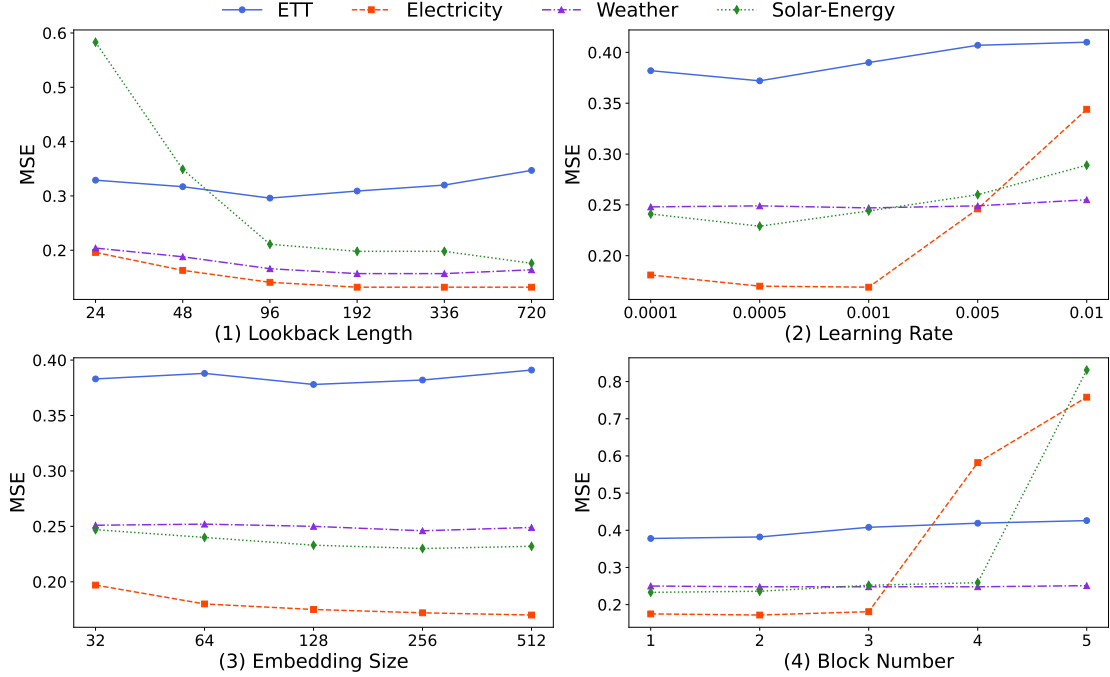 ETT Electricity Weather Solar-Energy
MSE
0.6
0.5
0.4
0.3
0.2
24 48 96 192 336 720
(1) Lookback Length
MSE
0.40
0.35
0.30
0.25
0.20
0.0001 0.0005 0.001 0.005 0.01
(2) Learning Rate
MSE
0.40
0.35
0.30
0.25
0.20
32 64 128 256 512
(3) Embedding Size
MSE
0.8
0.7
0.6
0.5
0.4
0.3
0.2
1 2 3 4 5
(4) Block Number